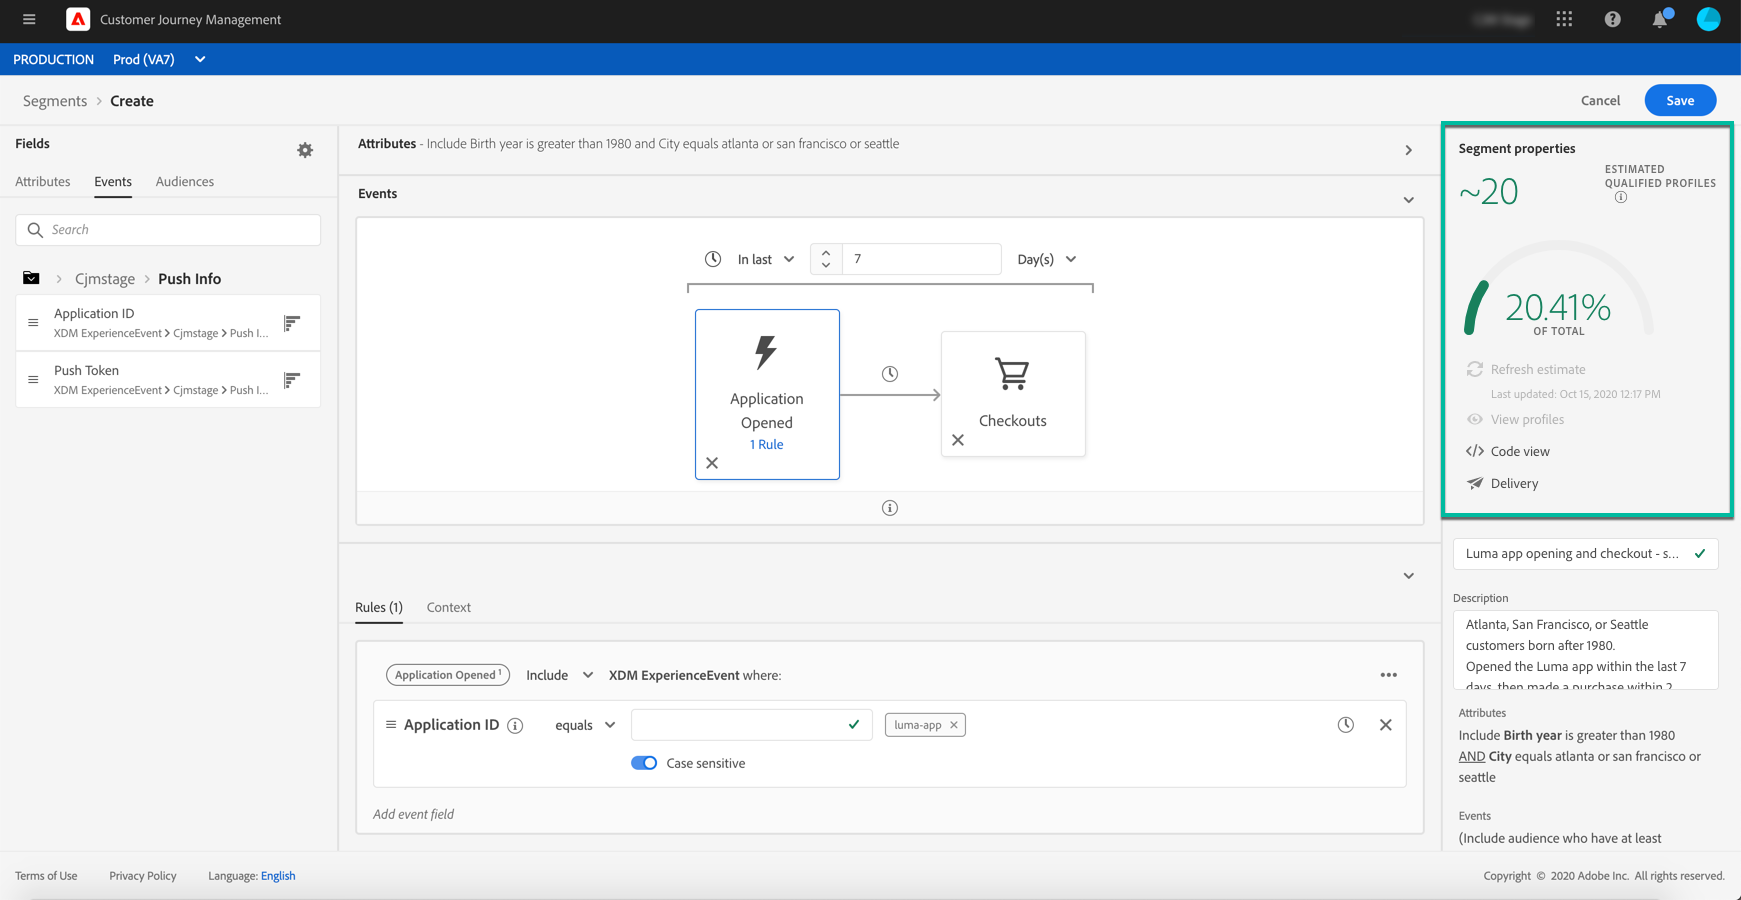 Customer Journey Management
PRODUCTION Prod (VA7)
Segments > Create
Cancel
Save
Fields
Attributes Events Audiences
Search
> Cjmstage > Push Info
Application ID
XDM ExperienceEvent > Cjmstage > Push I...
Push Token
XDM ExperienceEvent > Cjmstage > Push I...
Attributes - Include Birth year is greater than 1980 and City equals atlanta or san francisco or seattle
Events
In last 7 Day(s)
Application
Opened
1 Rule
Checkouts
Rules (1) Context
Application Opened 1 Include XDM ExperienceEvent where:
Application ID equals luma-app
Case sensitive
Add event field
Segment properties
~20
ESTIMATED
QUALIFIED PROFILES
20.41%
OF TOTAL
Refresh estimate
Last updated: Oct 15, 2020 12:17 PM
View profiles
</> Code view
Delivery
Luma app opening and checkout - s...
Description
Atlanta, San Francisco, or Seattle
customers born after 1980.
Opened the Luma app within the last 7
days, then made a purchase within 2
Attributes
Include Birth year is greater than 1980
AND City equals atlanta or san francisco or
seattle
Events
(Include audience who have at least
Terms of Use Privacy Policy Language: English
Copyright © 2020 Adobe Inc. All rights reserved.